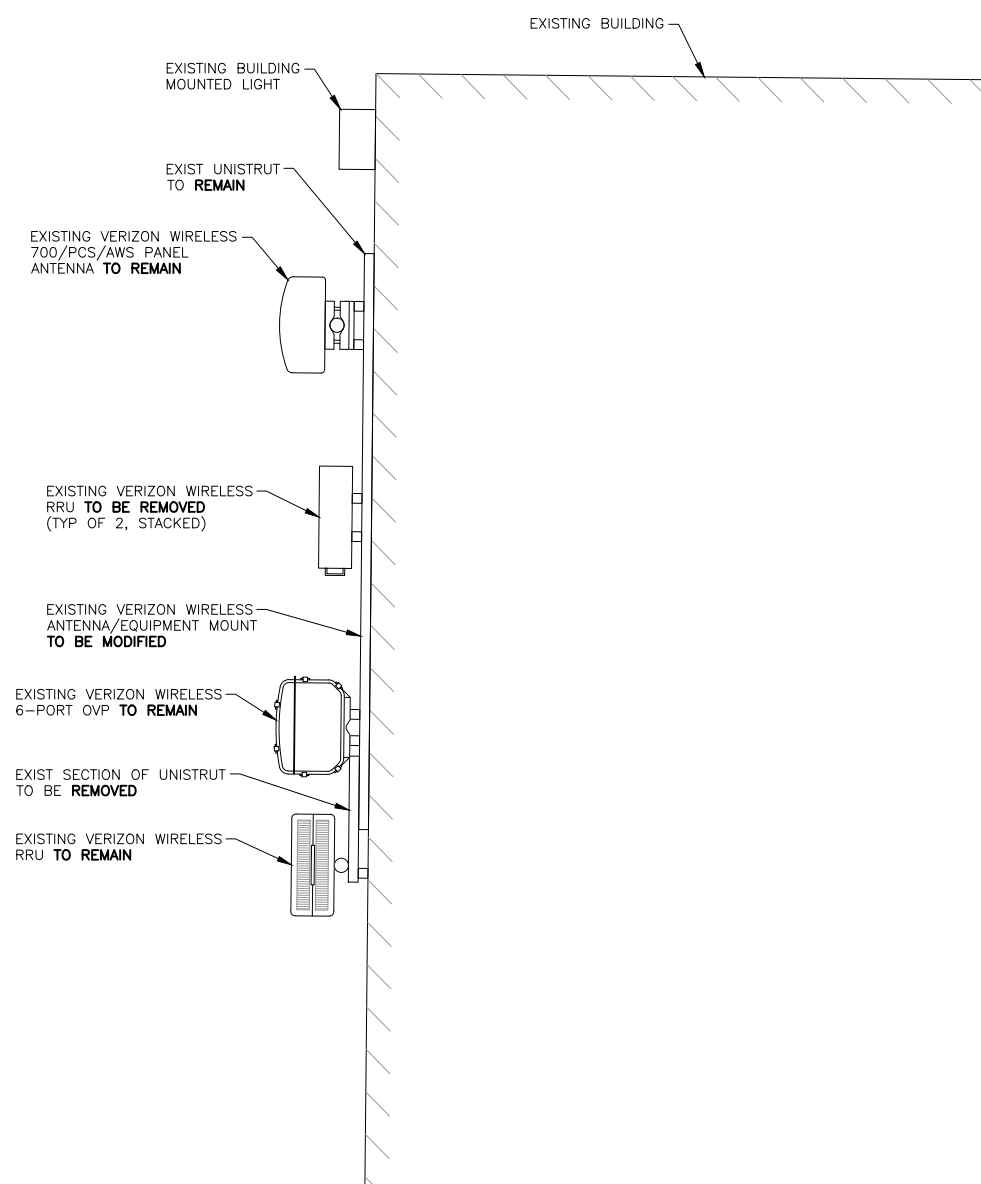 EXISTING BUILDING
EXISTING BUILDING
MOUNTED LIGHT
EXIST UNISTRUT
TO REMAIN
EXISTING VERIZON WIRELESS
700/PCS/AWS PANEL
ANTENNA TO REMAIN
EXISTING VERIZON WIRELESS
RRU TO BE REMOVED
(TYP OF 2, STACKED)
EXISTING VERIZON WIRELESS
ANTENNA/EQUIPMENT MOUNT
TO BE MODIFIED
EXISTING VERIZON WIRELESS
6-PORT OVP TO REMAIN
EXIST SECTION OF UNISTRUT
TO BE REMOVED
EXISTING VERIZON WIRELESS
RRU TO REMAIN